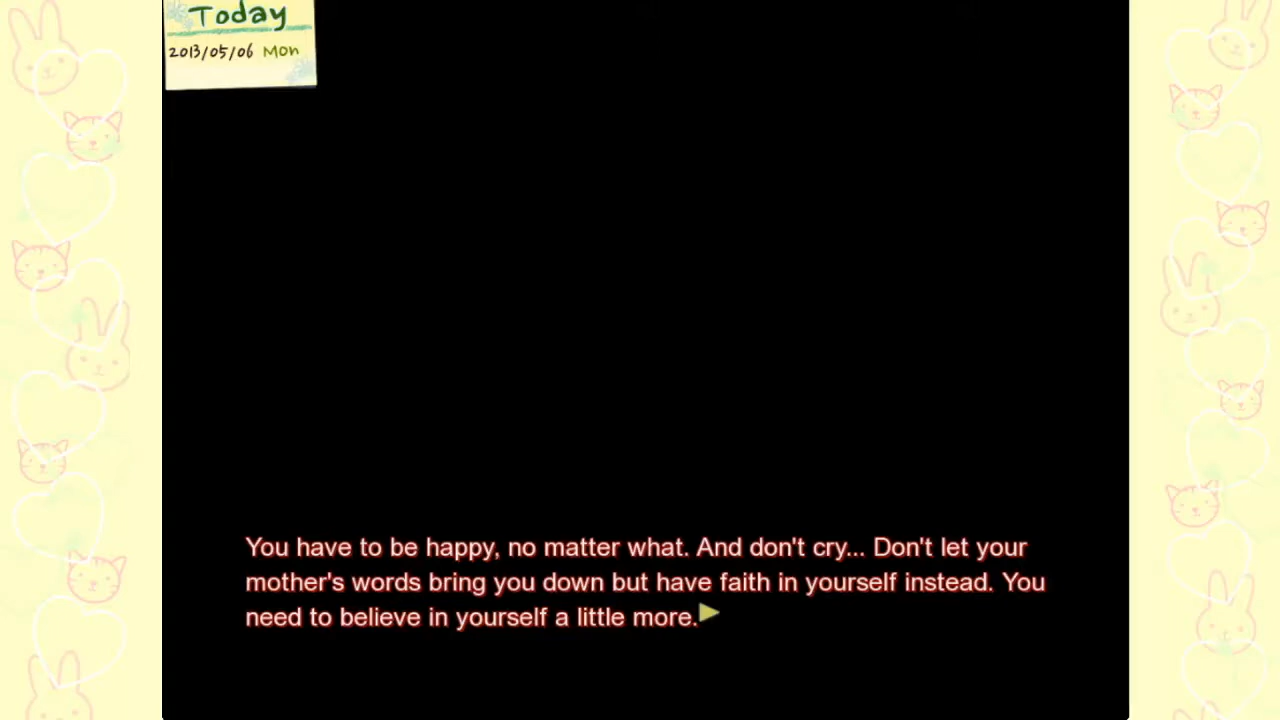 Today
2013/05/06 Mon
You have to be happy, no matter what. And don't cry... Don't let your
mother's words bring you down but have faith in yourself instead. You
need to believe in yourself a little more.